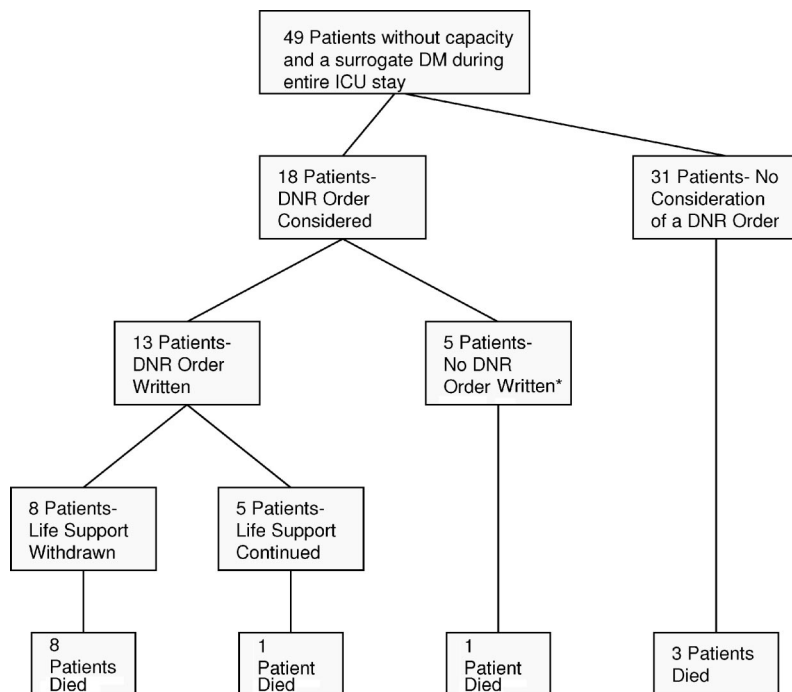 49 Patients without capacity
and a surrogate DM during
entire ICU stay
18 Patients-
DNR Order
Considered
31 Patients- No
Consideration
of a DNR Order
13 Patients-
DNR Order
Written
5 Patients-
No DNR
Order Written*
8 Patients-
Life Support
Withdrawn
5 Patients-
Life Support
Continued
8
Patients
Died
1
Patient
Died
1
Patient
Died
3 Patients
Died